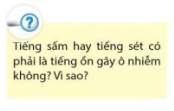 Tiếng sấm hay tiếng sét có
phải là tiếng ồn gây ô nhiễm
không? Vì sao?